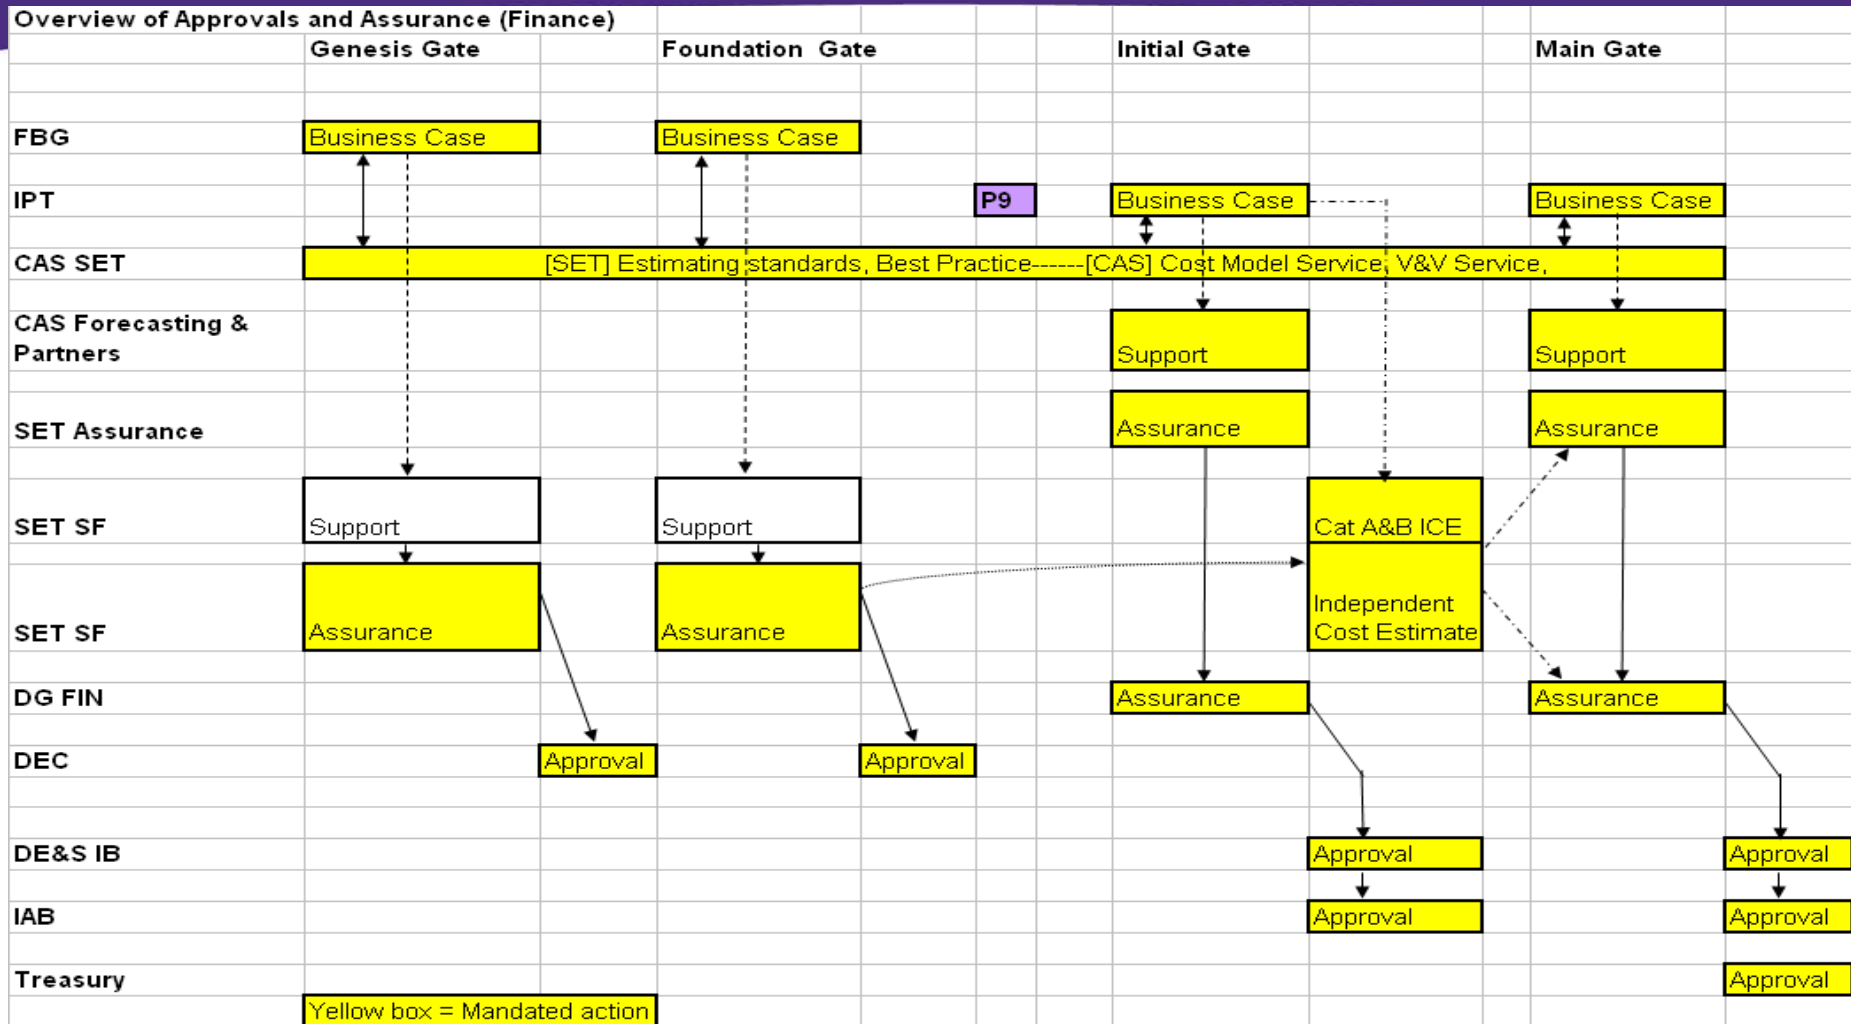 Overview of Approvals and Assurance (Finance)
Genesis Gate Foundation Gate Initial Gate Main Gate
FBG Business Case Business Case
IPT P9 Business Case Business Case
CAS SET [SET] Estimating standards, Best Practice------[CAS] Cost Model Service, V&V Service,
CAS Forecasting &
Partners Support Support
SET Assurance Assurance Assurance
SET SF Support Support Cat A&B ICE
Independent
SET SF Assurance Assurance Cost Estimate
DG FIN Assurance Assurance
DEC Approval Approval
DE&S IB Approval Approval
IAB Approval Approval
Treasury Approval
Yellow box = Mandated action